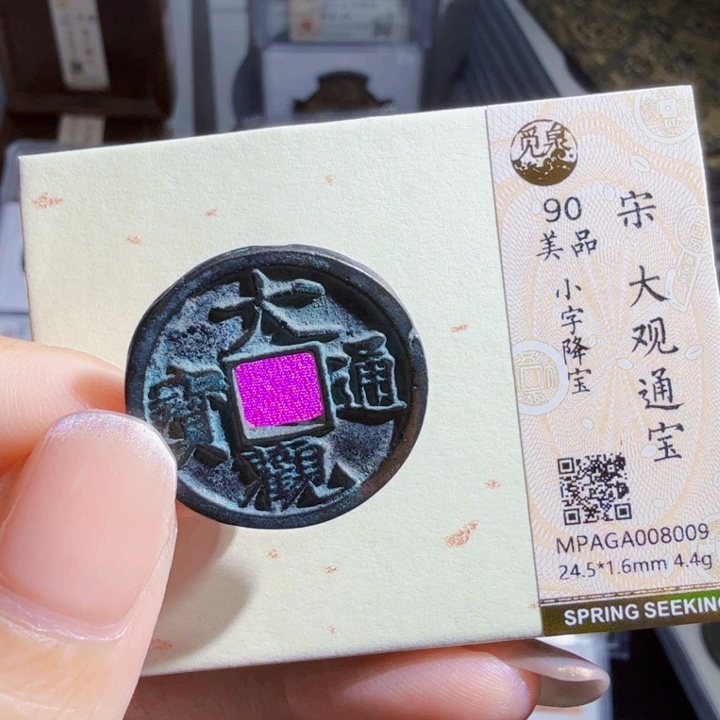 大
通
觀
寶
觅泉
宋 大观通宝
90
美品
小字降宝
MPAGA008009
24.5*1.6mm 4.4g
SPRING SEEKING